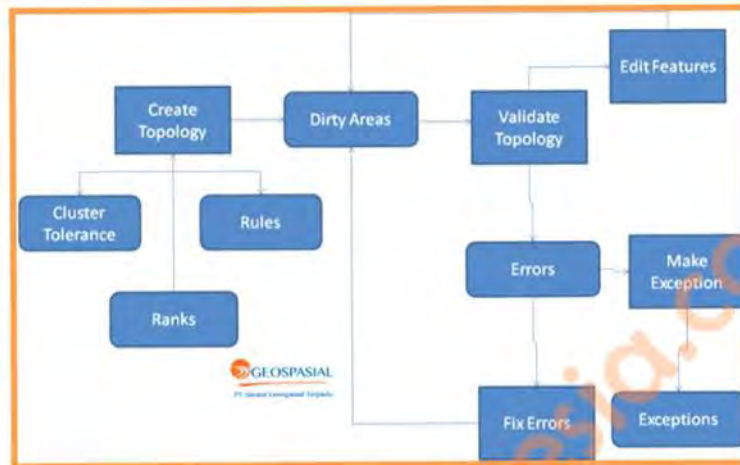 Edit Features
Create
Topology
Dirty Areas
Validate
Topology
Cluster
Tolerance
Rules
Errors
Make
Exception
Ranks
GEOSPASIAL
Fix Errors
Exceptions